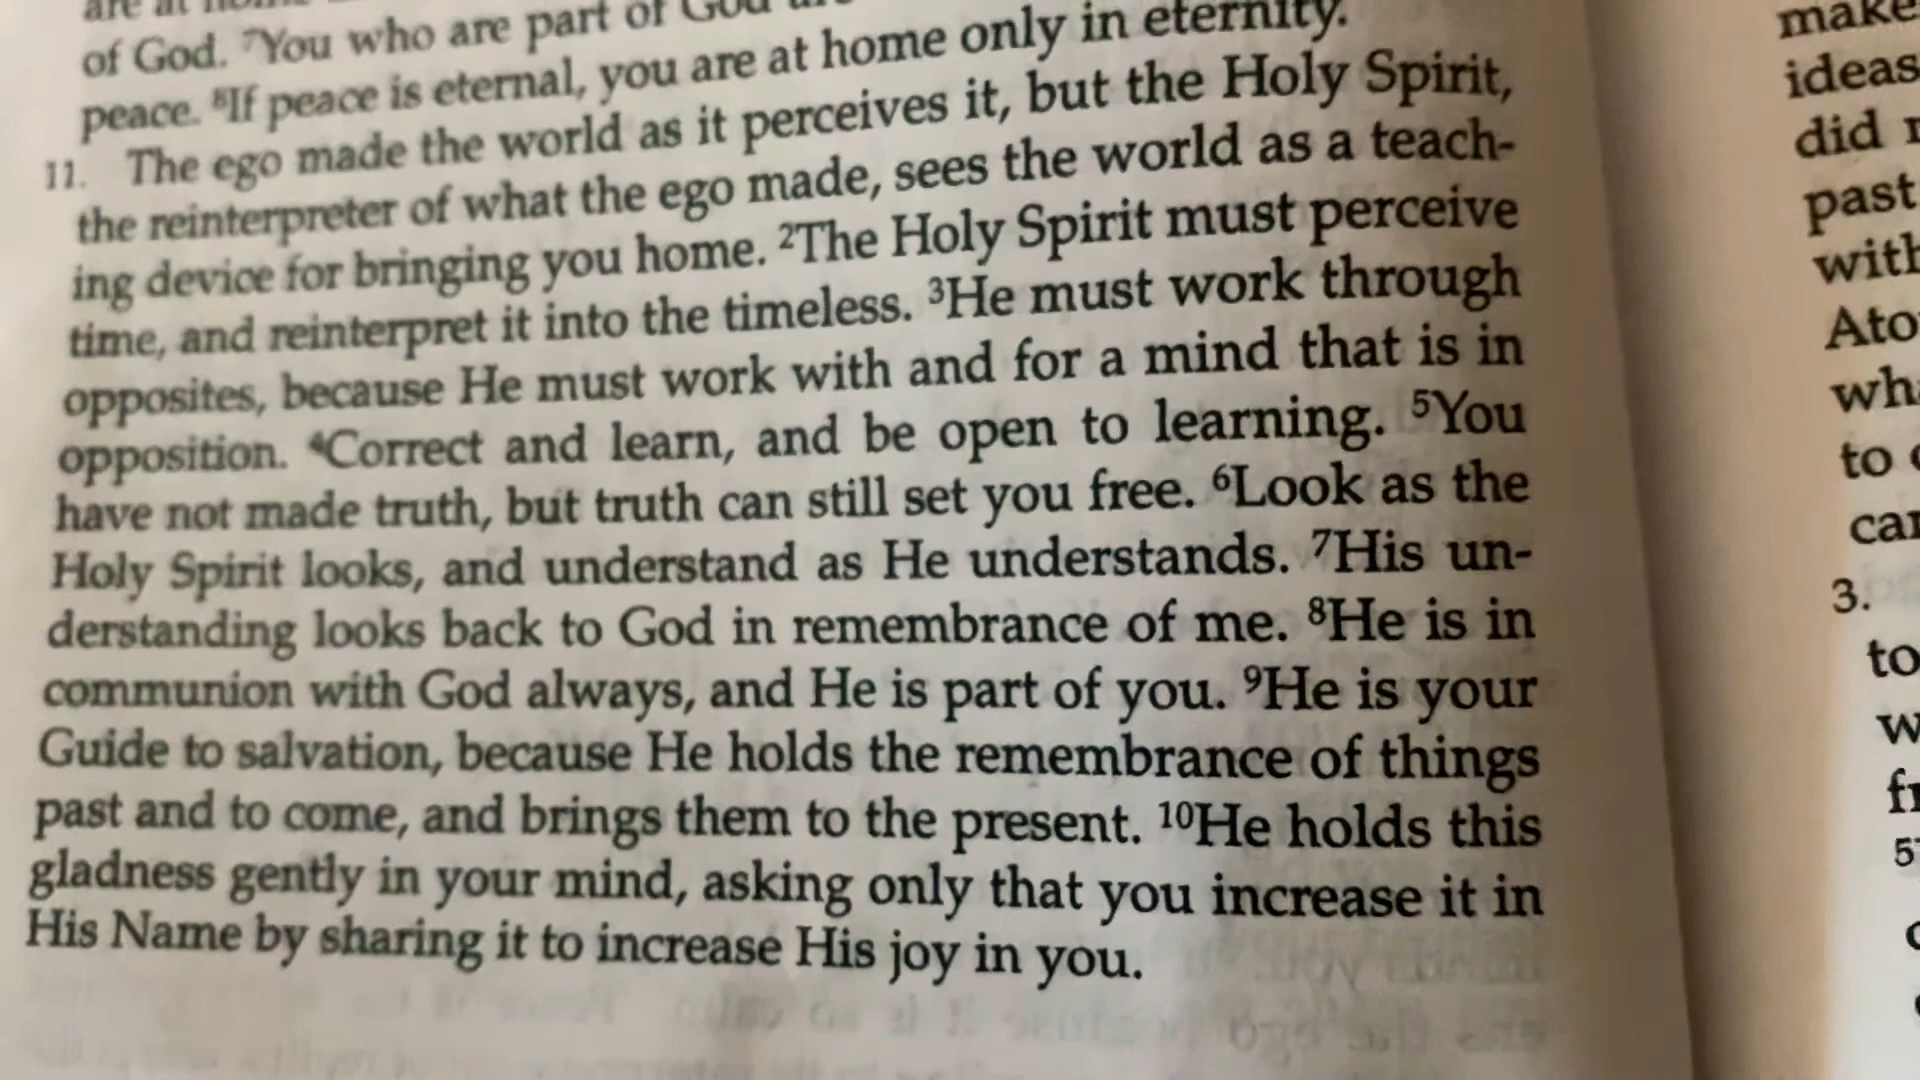 are at
of God. ⁷You who are part of God are
peace. ⁸If peace is eternal, you are at home only in eternity.
11. The ego made the world as it perceives it, but the Holy Spirit,
the reinterpreter of what the ego made, sees the world as a teach-
ing device for bringing you home. ²The Holy Spirit must perceive
time, and reinterpret it into the timeless. ³He must work through
opposites, because He must work with and for a mind that is in
opposition. ⁴Correct and learn, and be open to learning. ⁵You
have not made truth, but truth can still set you free. ⁶Look as the
Holy Spirit looks, and understand as He understands. ⁷His un-
derstanding looks back to God in remembrance of me. ⁸He is in
communion with God always, and He is part of you. ⁹He is your
Guide to salvation, because He holds the remembrance of things
past and to come, and brings them to the present. ¹⁰He holds this
gladness gently in your mind, asking only that you increase it in
His Name by sharing it to increase His joy in you.
make
ideas
did
past
with
Ato
wha
to
car
3.
to
w
fr
5